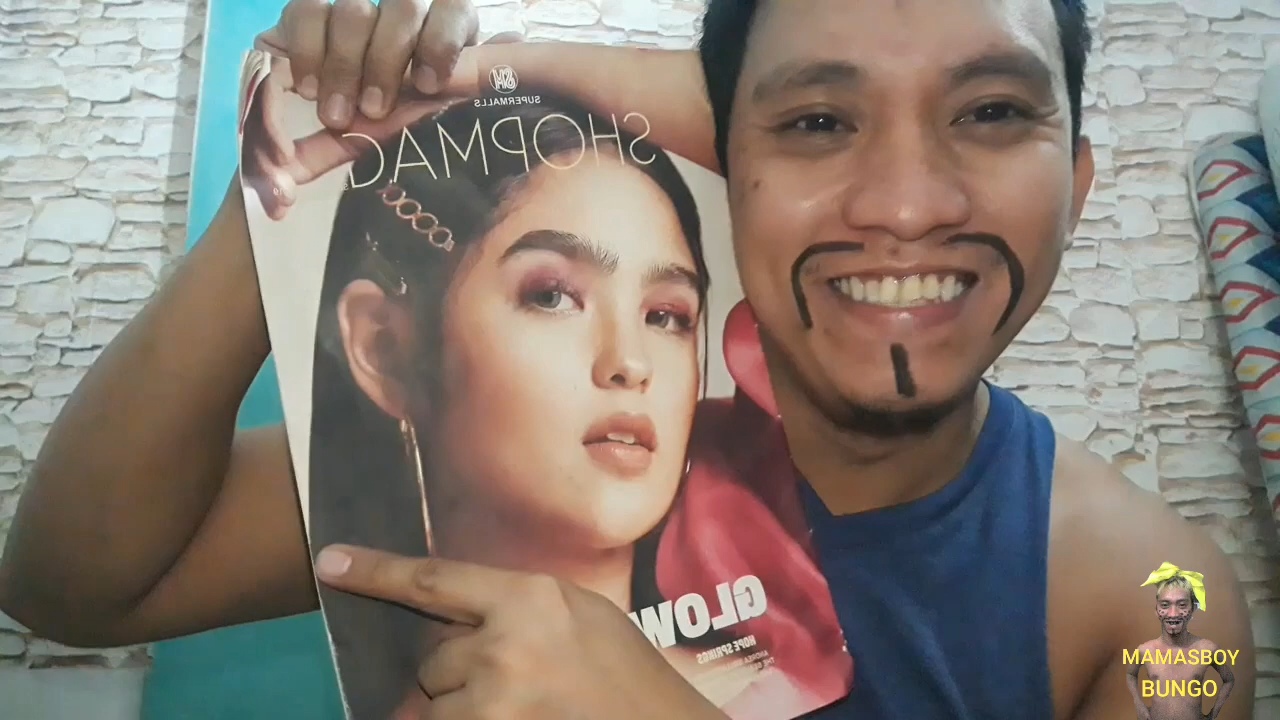 SM
SUPERMALLS
SHOPMAG
GLOW
HOPE SPRINGS
MAMASBOY
BUNGO